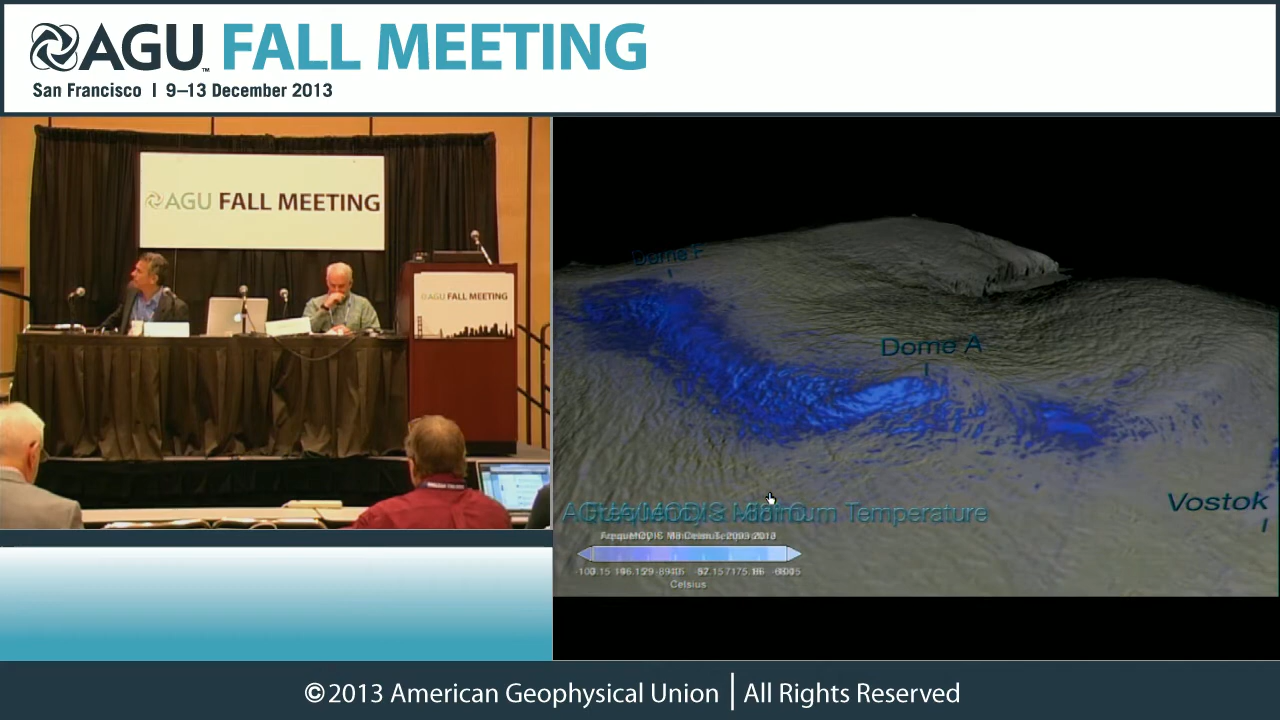 AGU FALL MEETING
San Francisco | 9–13 December 2013
AGU FALL MEETING
AGU FALL MEETING
Dome F
Dome A
Vostok
Temperature
Celsius
©2013 American Geophysical Union | All Rights Reserved